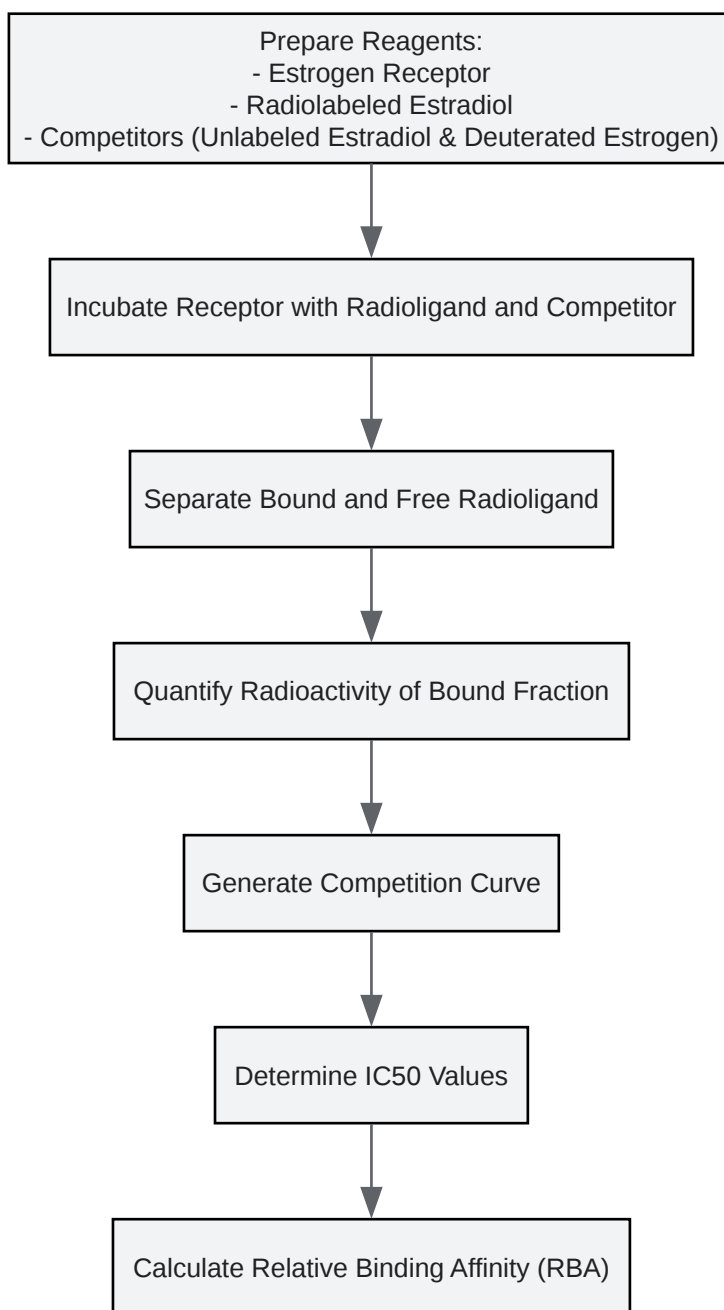 Prepare Reagents:
- Estrogen Receptor
- Radiolabeled Estradiol
- Competitors (Unlabeled Estradiol & Deuterated Estrogen)
Incubate Receptor with Radioligand and Competitor
Separate Bound and Free Radioligand
Quantify Radioactivity of Bound Fraction
Generate Competition Curve
Determine IC50 Values
Calculate Relative Binding Affinity (RBA)